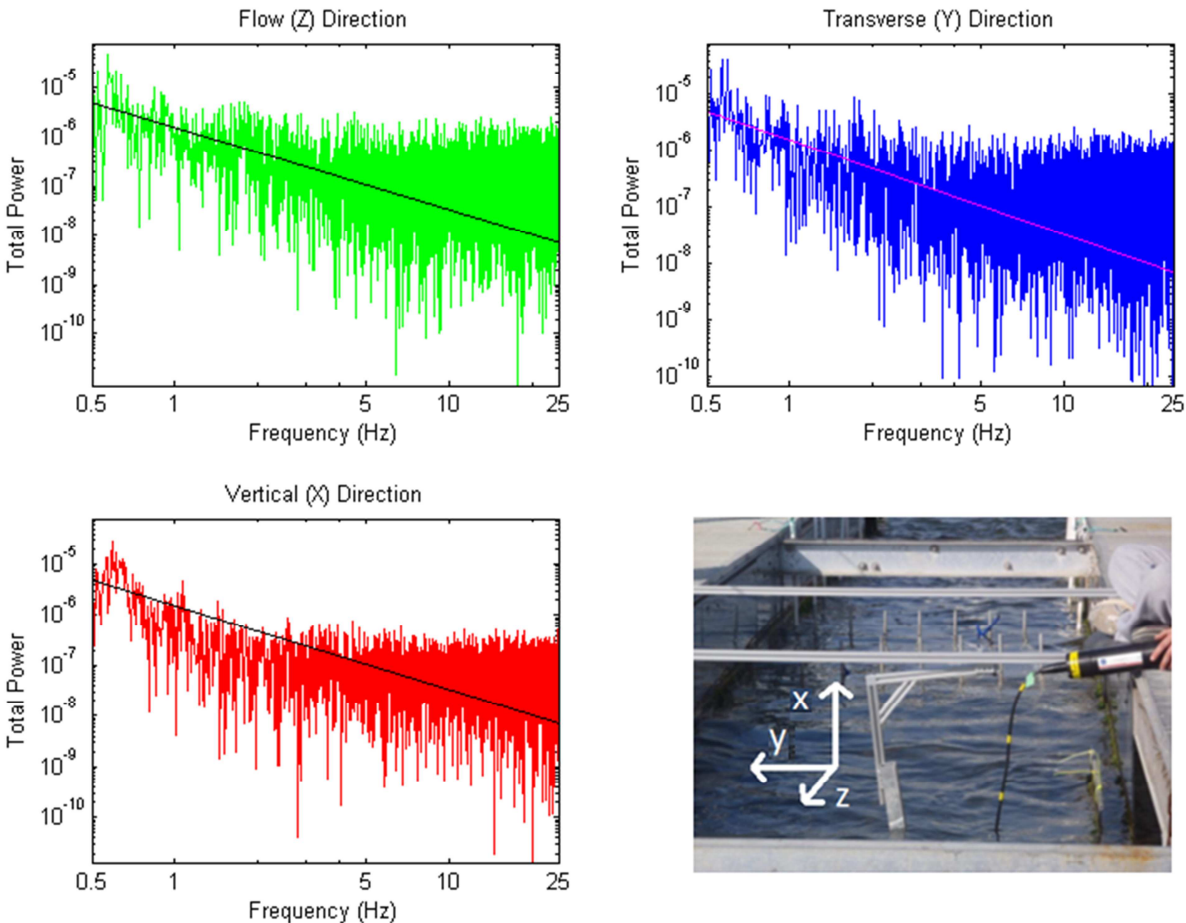 Flow (Z) Direction
Total Power
10-5
10-6
10-7
10-8
10-9
10-10
0.5 1 5 10 25
Frequency (Hz)
Transverse (Y) Direction
Total Power
10-5
10-6
10-7
10-8
10-9
10-10
0.5 1 5 10 25
Frequency (Hz)
Vertical (X) Direction
Total Power
10-5
10-6
10-7
10-8
10-9
10-10
0.5 1 5 10 25
Frequency (Hz)
x
y
z